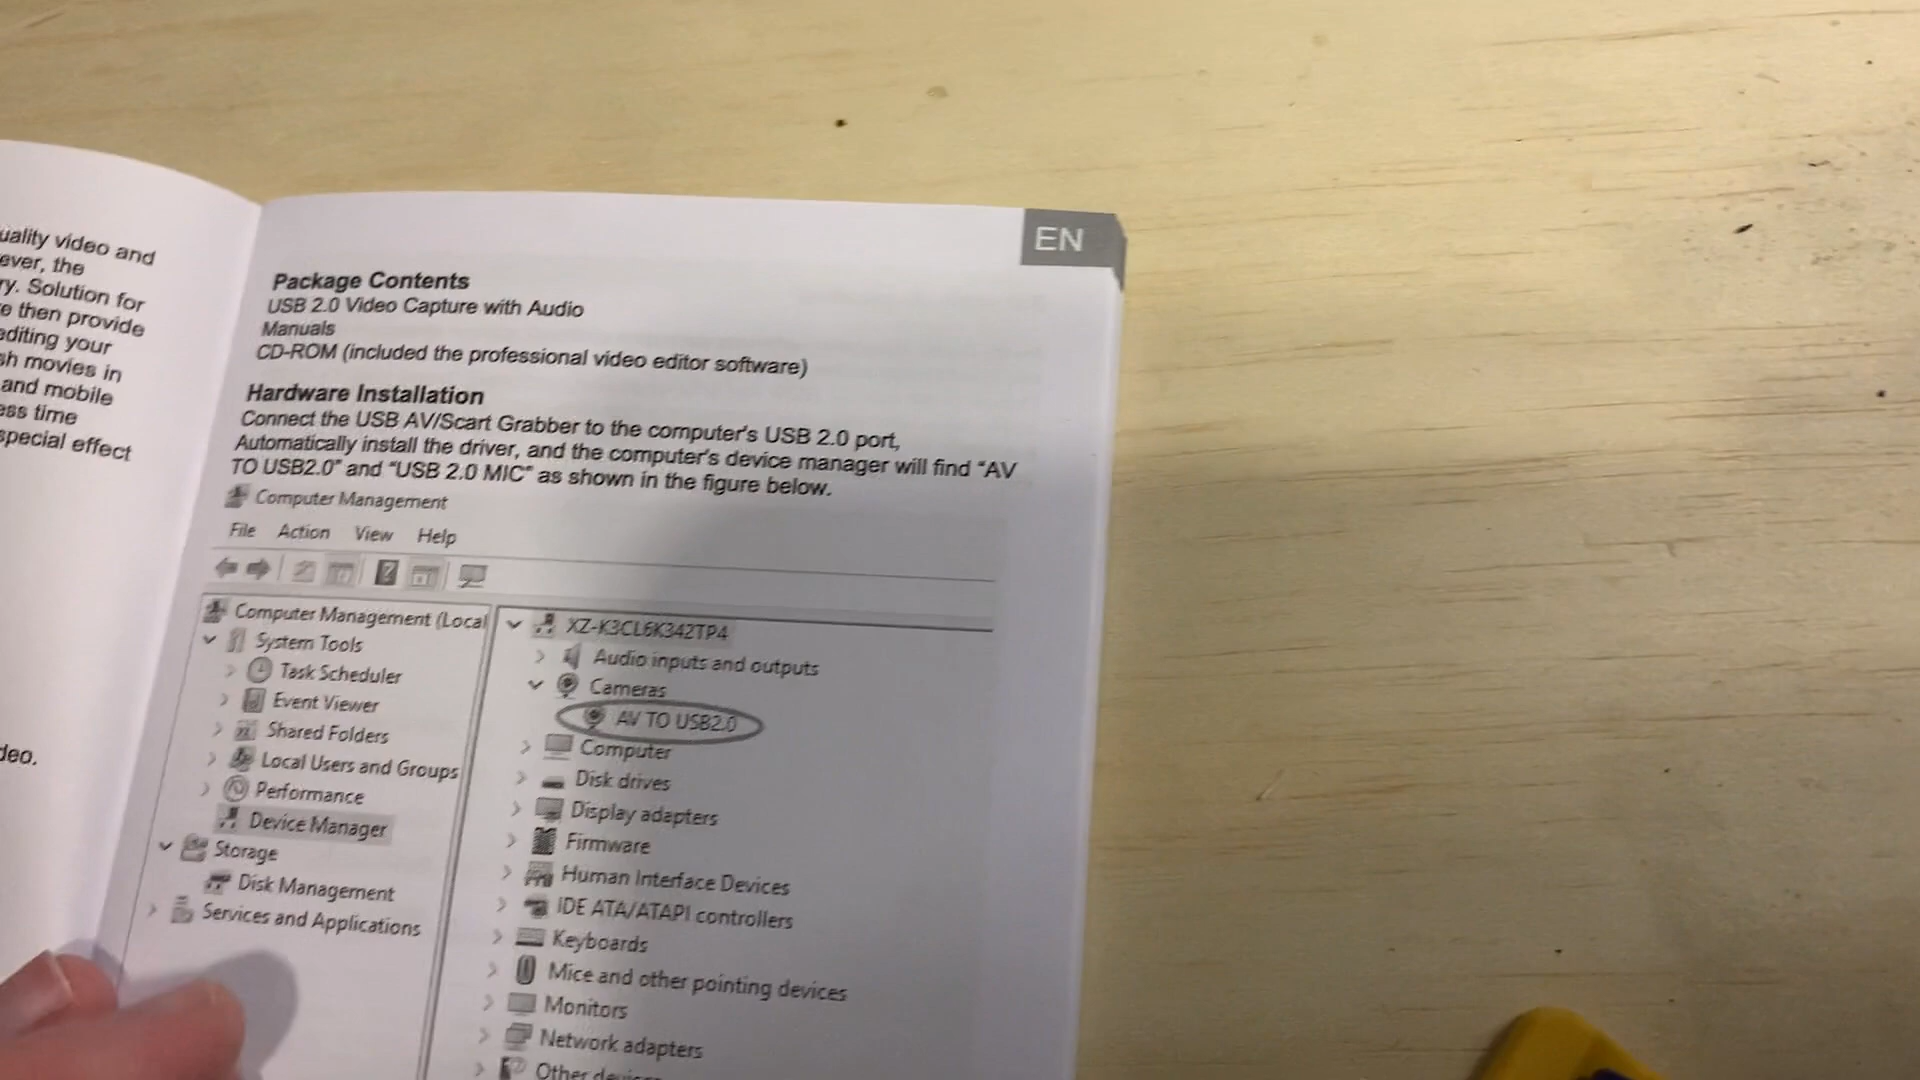 uality video and
ever, the
ry. Solution for
e then provide
editing your
sh movies in
and mobile
ess time
special effect
deo.
EN
Package Contents
USB 2.0 Video Capture with Audio
Manuals
CD-ROM (included the professional video editor software)
Hardware Installation
Connect the USB AV/Scart Grabber to the computer's USB 2.0 port,
Automatically install the driver, and the computer's device manager will find "AV
TO USB2.0" and "USB 2.0 MIC" as shown in the figure below.
Computer Management
File Action View Help
Computer Management (Local
System Tools
Task Scheduler
Event Viewer
Shared Folders
Local Users and Groups
Performance
Device Manager
Storage
Disk Management
Services and Applications
XZ-K3CL6K342TP4
Audio inputs and outputs
Cameras
AV TO USB2.0
Computer
Disk drives
Display adapters
Firmware
Human Interface Devices
IDE ATA/ATAPI controllers
Keyboards
Mice and other pointing devices
Monitors
Network adapters
Other